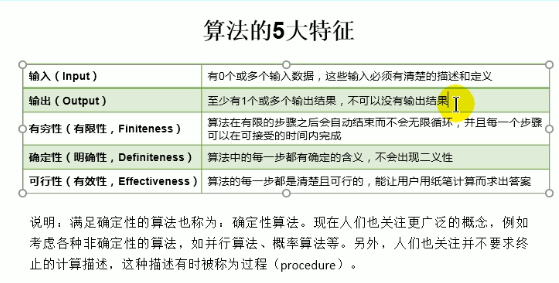 算法的5大特征
输入（Input） 有0个或多个输入数据，这些输入必须有清楚的描述和定义
输出（Output） 至少有1个或多个输出结果，不可以没有输出结果
有穷性（有限性，Finiteness） 算法在有限的步骤之后会自动结束而不会无限循环，并且每一个步骤
可以在可接受的时间内完成
确定性（明确性，Definiteness） 算法中的每一步都有确定的含义，不会出现二义性
可行性（有效性，Effectiveness） 算法的每一步都是清楚且可行的，能让用户用纸笔计算而求出答案
说明：满足确定性的算法也称为：确定性算法。现在人们也关注更广泛的概念，例如
考虑各种非确定性的算法，如并行算法、概率算法等。另外，人们也关注并不要求终
止的计算描述，这种描述有时被称为过程（procedure）。